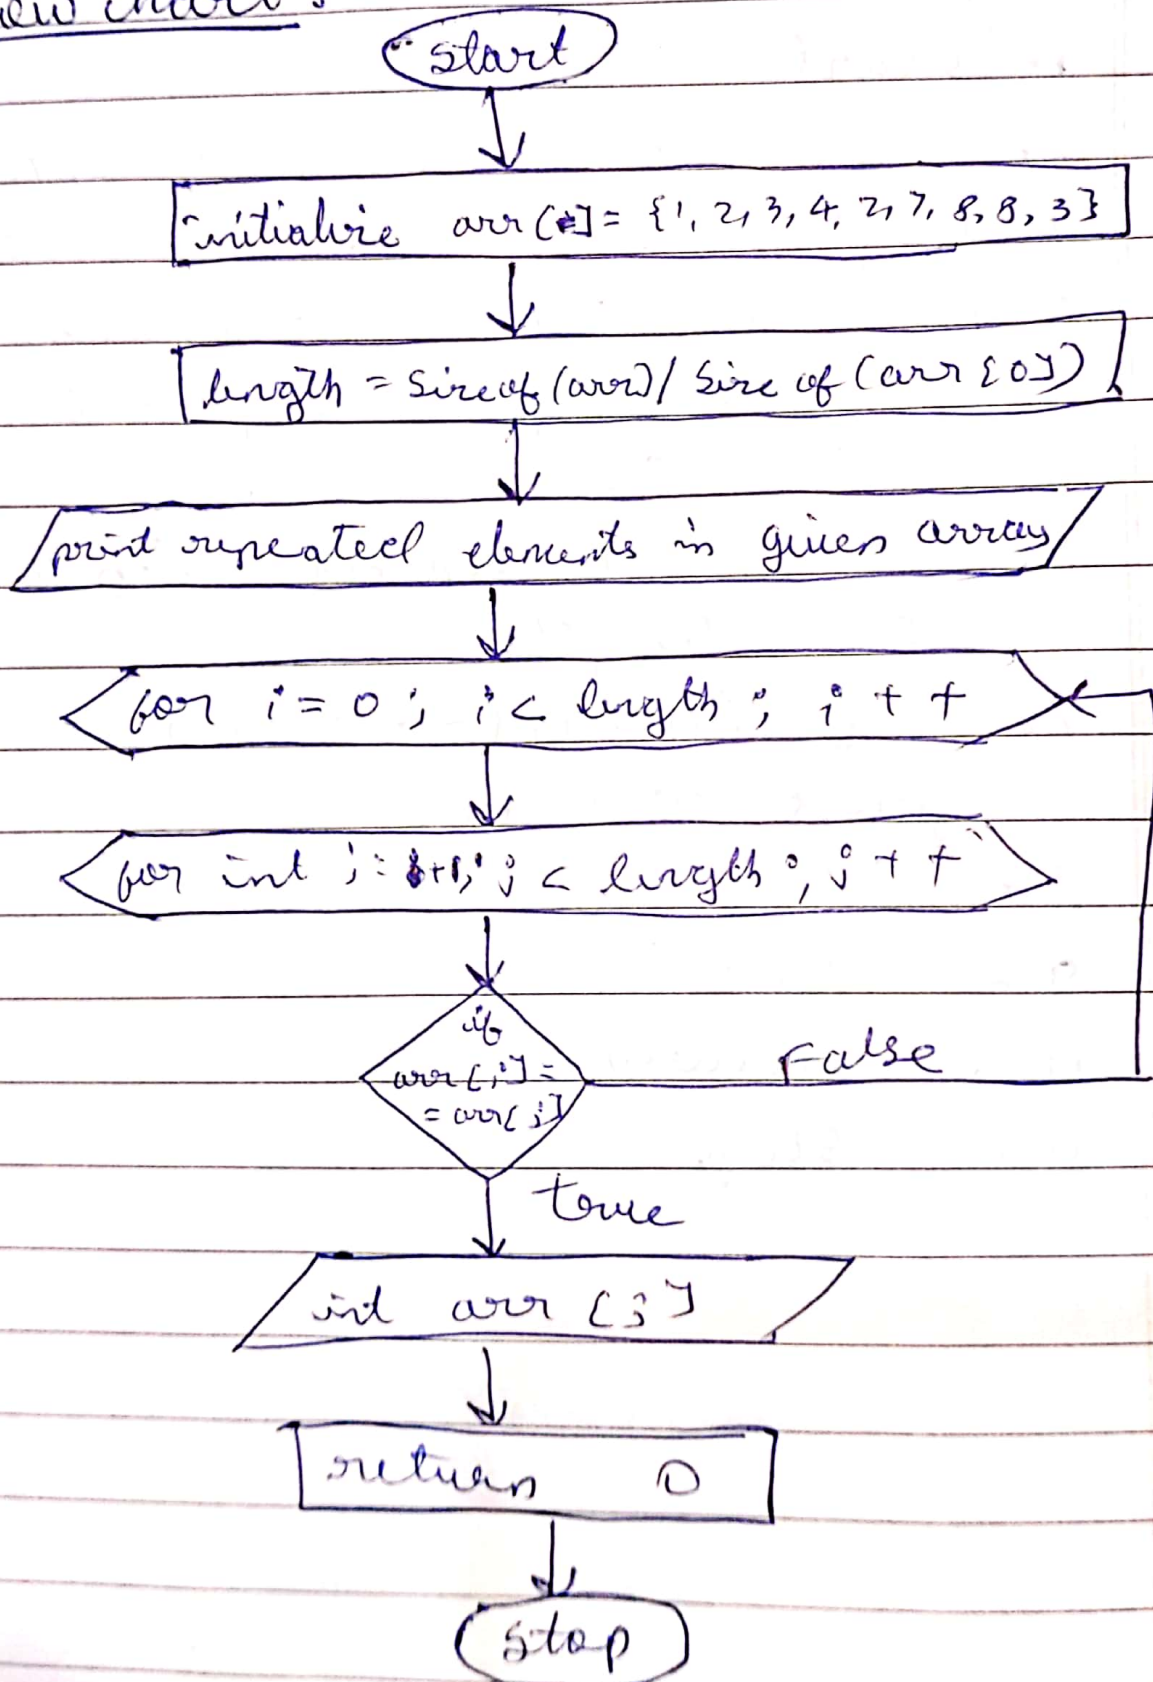 start
initialize arr[]= {1, 2, 3, 4, 2, 7, 8, 8, 3}
length = sizeof (arr) / Size of (arr {0])
print repeated elements in given array
for i = 0 ; i < length ; i + +
for int j = i+1; j < length ; j + +
if
arr [i] =
= arr[j]
False
true
int arr [j]
return 0
stop